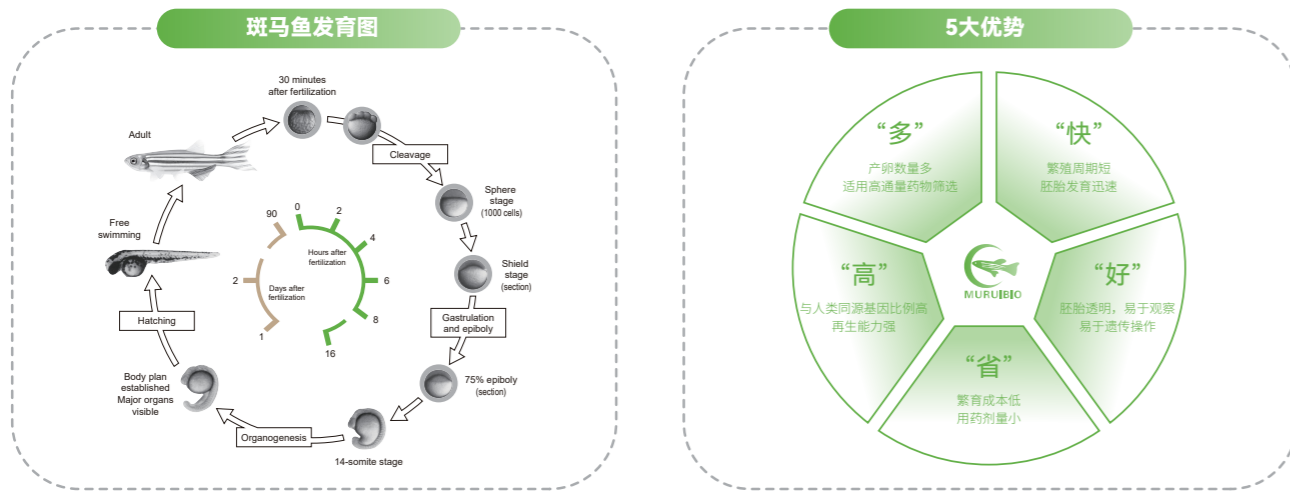 斑马鱼发育图
30 minutes
after fertilization
Cleavage
Sphere
stage
(1000 cells)
Shield
stage
(section)
Gastrulation
and epiboly
75% epiboly
(section)
14-somite stage
Organogenesis
Body plan
established
Major organs
visible
Hatching
Free
swimming
Adult
0
2
4
6
8
16
Hours after
fertilization
90
2
1
Days after
fertilization
5大优势
“多”
产卵数量多
适用高通量药物筛选
“快”
繁殖周期短
胚胎发育迅速
“高”
与人类同源基因比例高
再生能力强
“好”
胚胎透明，易于观察
易于遗传操作
“省”
繁育成本低
用药剂量小
MURUIBIO